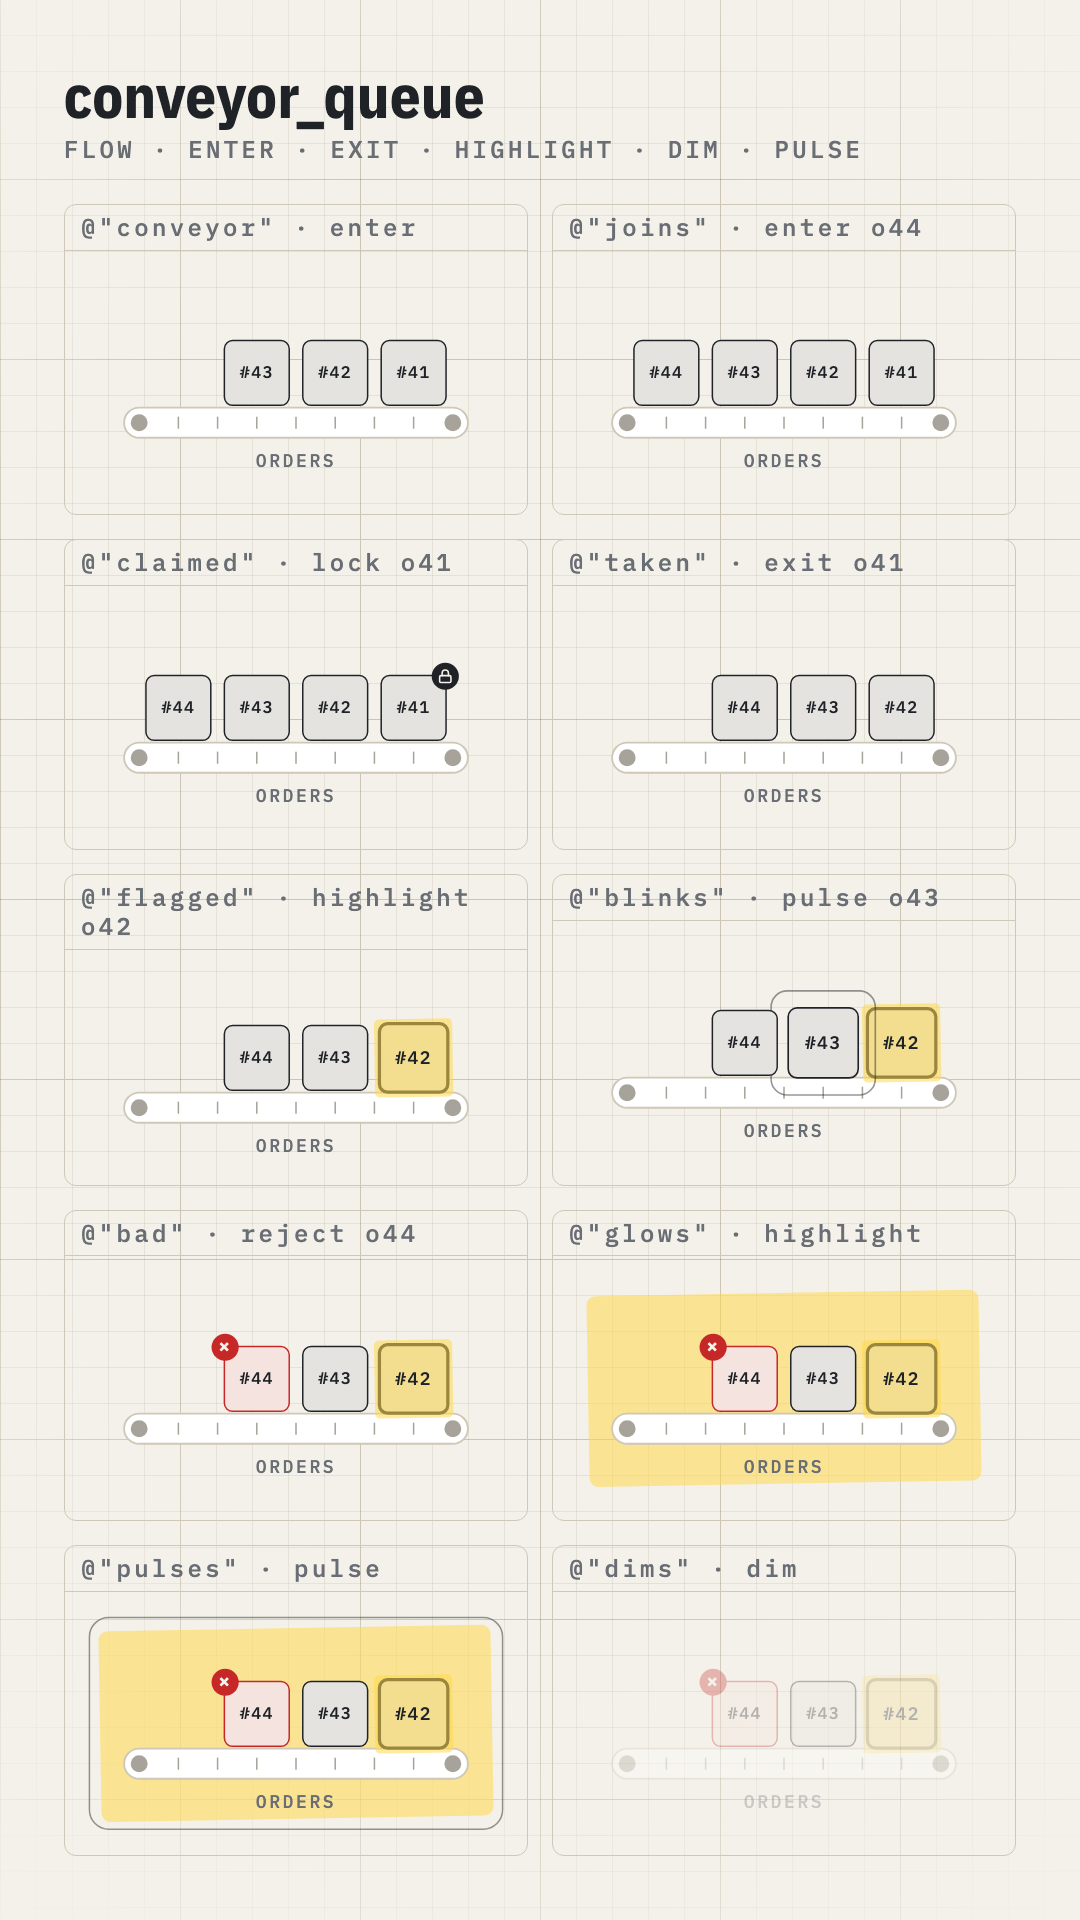 conveyor_queue
FLOW · ENTER · EXIT · HIGHLIGHT · DIM · PULSE
@"conveyor" · enter
#43 #42 #41
ORDERS
@"joins" · enter o44
#44 #43 #42 #41
ORDERS
@"claimed" · lock o41
#44 #43 #42 #41
ORDERS
@"taken" · exit o41
#44 #43 #42
ORDERS
@"flagged" · highlight
o42
#44 #43 #42
ORDERS
@"blinks" · pulse o43
#44 #43 #42
ORDERS
@"bad" · reject o44
#44 #43 #42
ORDERS
@"glows" · highlight
#44 #43 #42
ORDERS
@"pulses" · pulse
#44 #43 #42
ORDERS
@"dims" · dim
#44 #43 #42
ORDERS